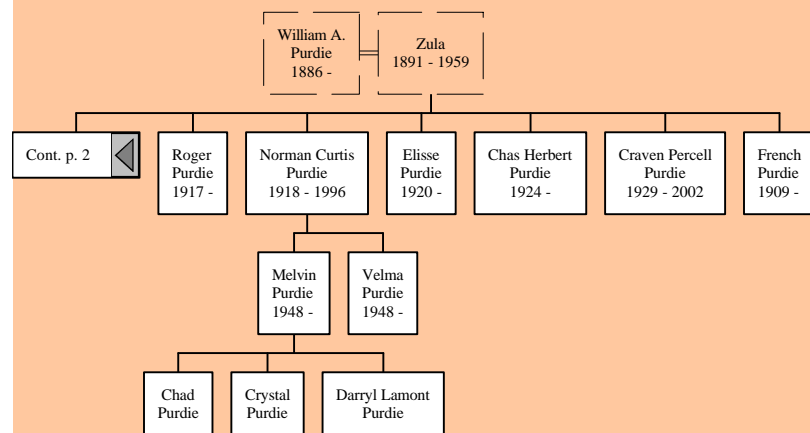 William A.
Purdie
1886 -
Zula
1891 - 1959
Cont. p. 2
Roger
Purdie
1917 -
Norman Curtis
Purdie
1918 - 1996
Elisse
Purdie
1920 -
Chas Herbert
Purdie
1924 -
Craven Percell
Purdie
1929 - 2002
French
Purdie
1909 -
Melvin
Purdie
1948 -
Velma
Purdie
1948 -
Chad
Purdie
Crystal
Purdie
Darryl Lamont
Purdie